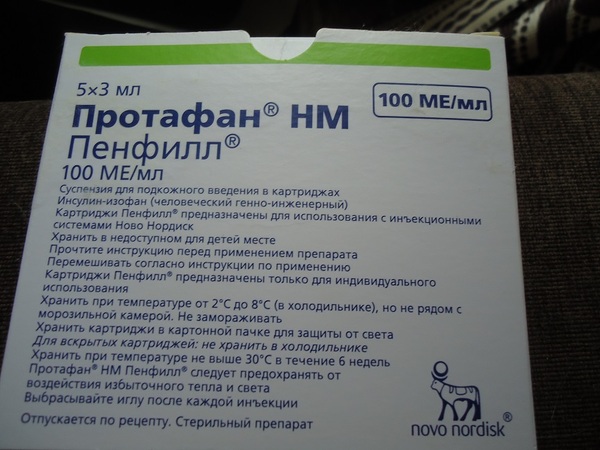 5×3 мл
Протафан® НМ
100 МЕ/мл
Пенфилл®
100 МЕ/мл
Суспензия для подкожного введения в картриджах
Инсулин-изофан (человеческий генно-инженерный)
Картриджи Пенфилл® предназначены для использования с инъекционными
системами Ново Нордиск
Хранить в недоступном для детей месте
Прочтите инструкцию перед применением препарата
Перемешивать согласно инструкции по применению
Картриджи Пенфилл® предназначены только для индивидуального
использования
Хранить при температуре от 2°С до 8°С (в холодильнике), но не рядом с
морозильной камерой. Не замораживать
Хранить картриджи в картонной пачке для защиты от света
Для вскрытых картриджей: не хранить в холодильнике
Хранить при температуре не выше 30°С в течение 6 недель
Протафан® НМ Пенфилл® следует предохранять от
воздействия избыточного тепла и света
Выбрасывайте иглу после каждой инъекции
Отпускается по рецепту. Стерильный препарат
novo nordisk®